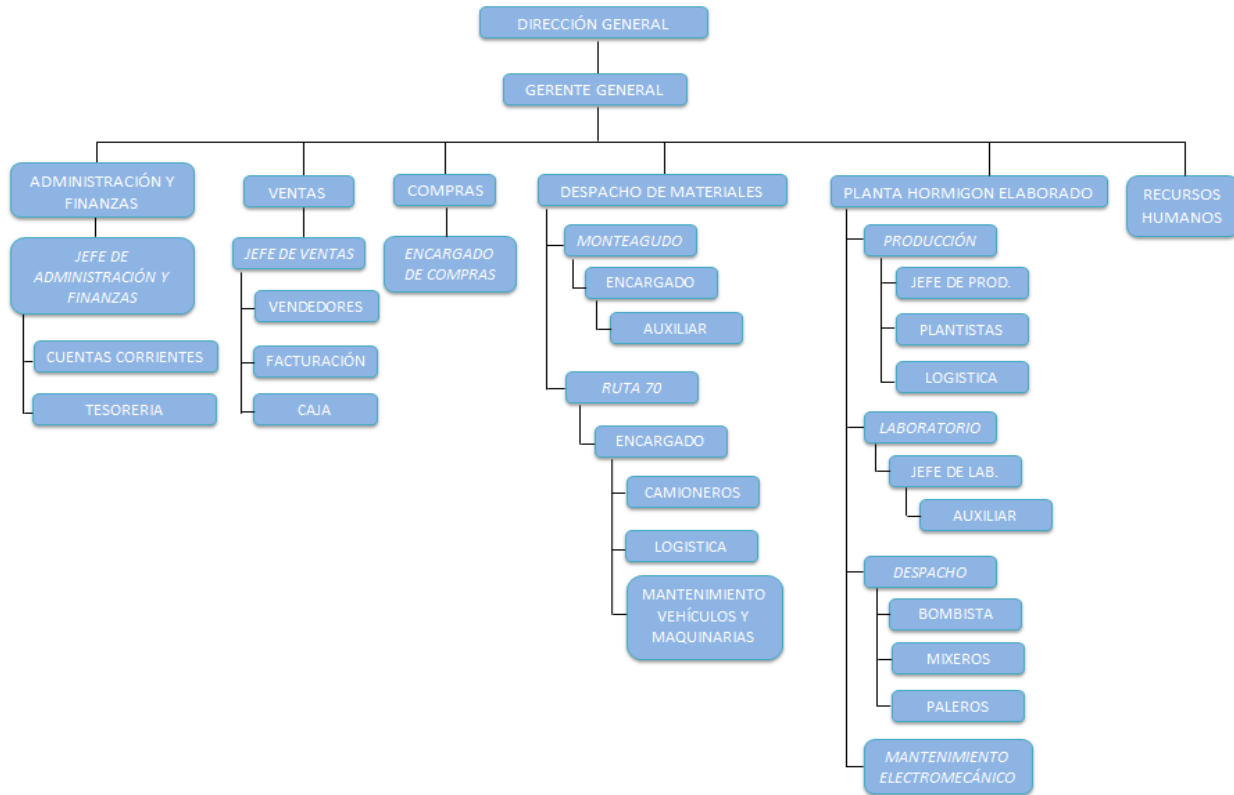 DIRECCIÓN GENERAL
GERENTE GENERAL
ADMINISTRACIÓN Y
FINANZAS
JEFE DE
ADMINISTRACIÓN Y
FINANZAS
CUENTAS CORRIENTES
TESORERIA
VENTAS
JEFE DE VENTAS
VENDEDORES
FACTURACIÓN
CAJA
COMPRAS
ENCARGADO
DE COMPRAS
DESPACHO DE MATERIALES
MONTEAGUDO
ENCARGADO
AUXILIAR
RUTA 70
ENCARGADO
CAMIONEROS
LOGISTICA
MANTENIMIENTO
VEHÍCULOS Y
MAQUINARIAS
PLANTA HORMIGON ELABORADO
PRODUCCIÓN
JEFE DE PROD.
PLANTISTAS
LOGISTICA
LABORATORIO
JEFE DE LAB.
AUXILIAR
DESPACHO
BOMBISTA
MIXEROS
PALEROS
MANTENIMIENTO
ELECTROMECÁNICO
RECURSOS
HUMANOS